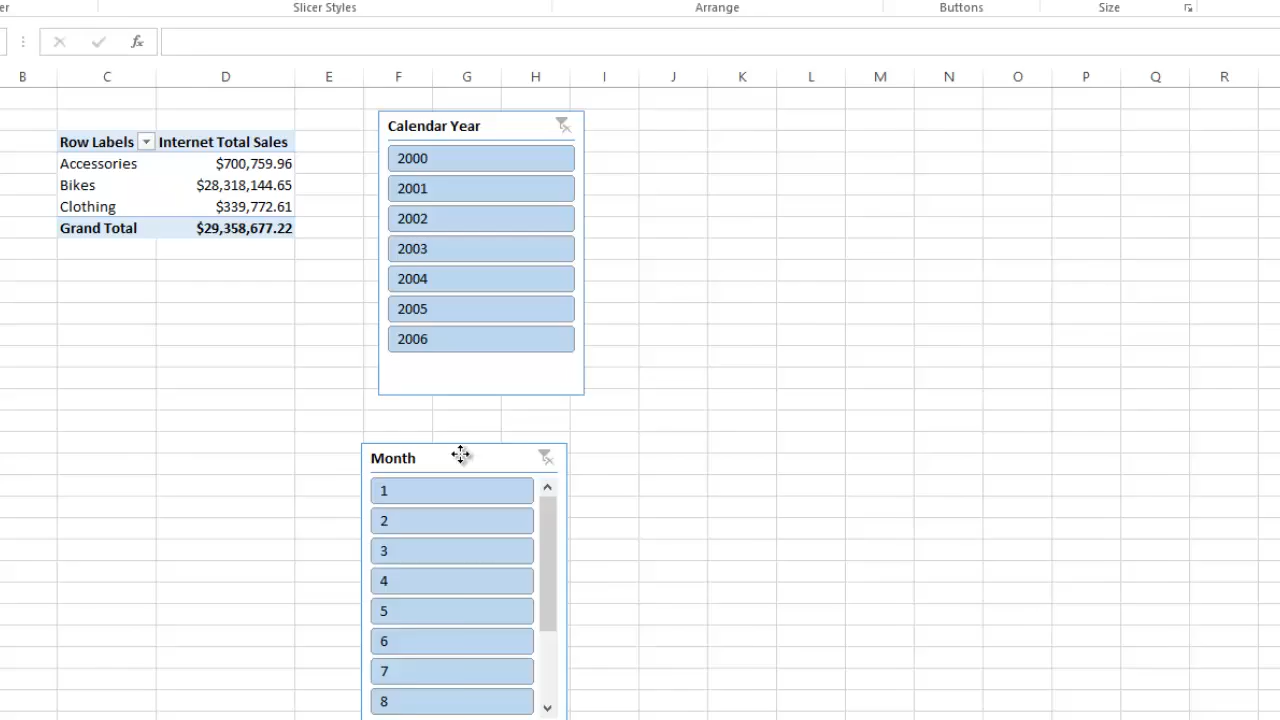 er Slicer Styles Arrange Buttons Size
fx
B C D E F G H I J K L M N O P Q R
Calendar Year
Row Labels Internet Total Sales
Accessories $700,759.96
Bikes $28,318,144.65
Clothing $339,772.61
Grand Total $29,358,677.22
2000
2001
2002
2003
2004
2005
2006
Month
1
2
3
4
5
6
7
8